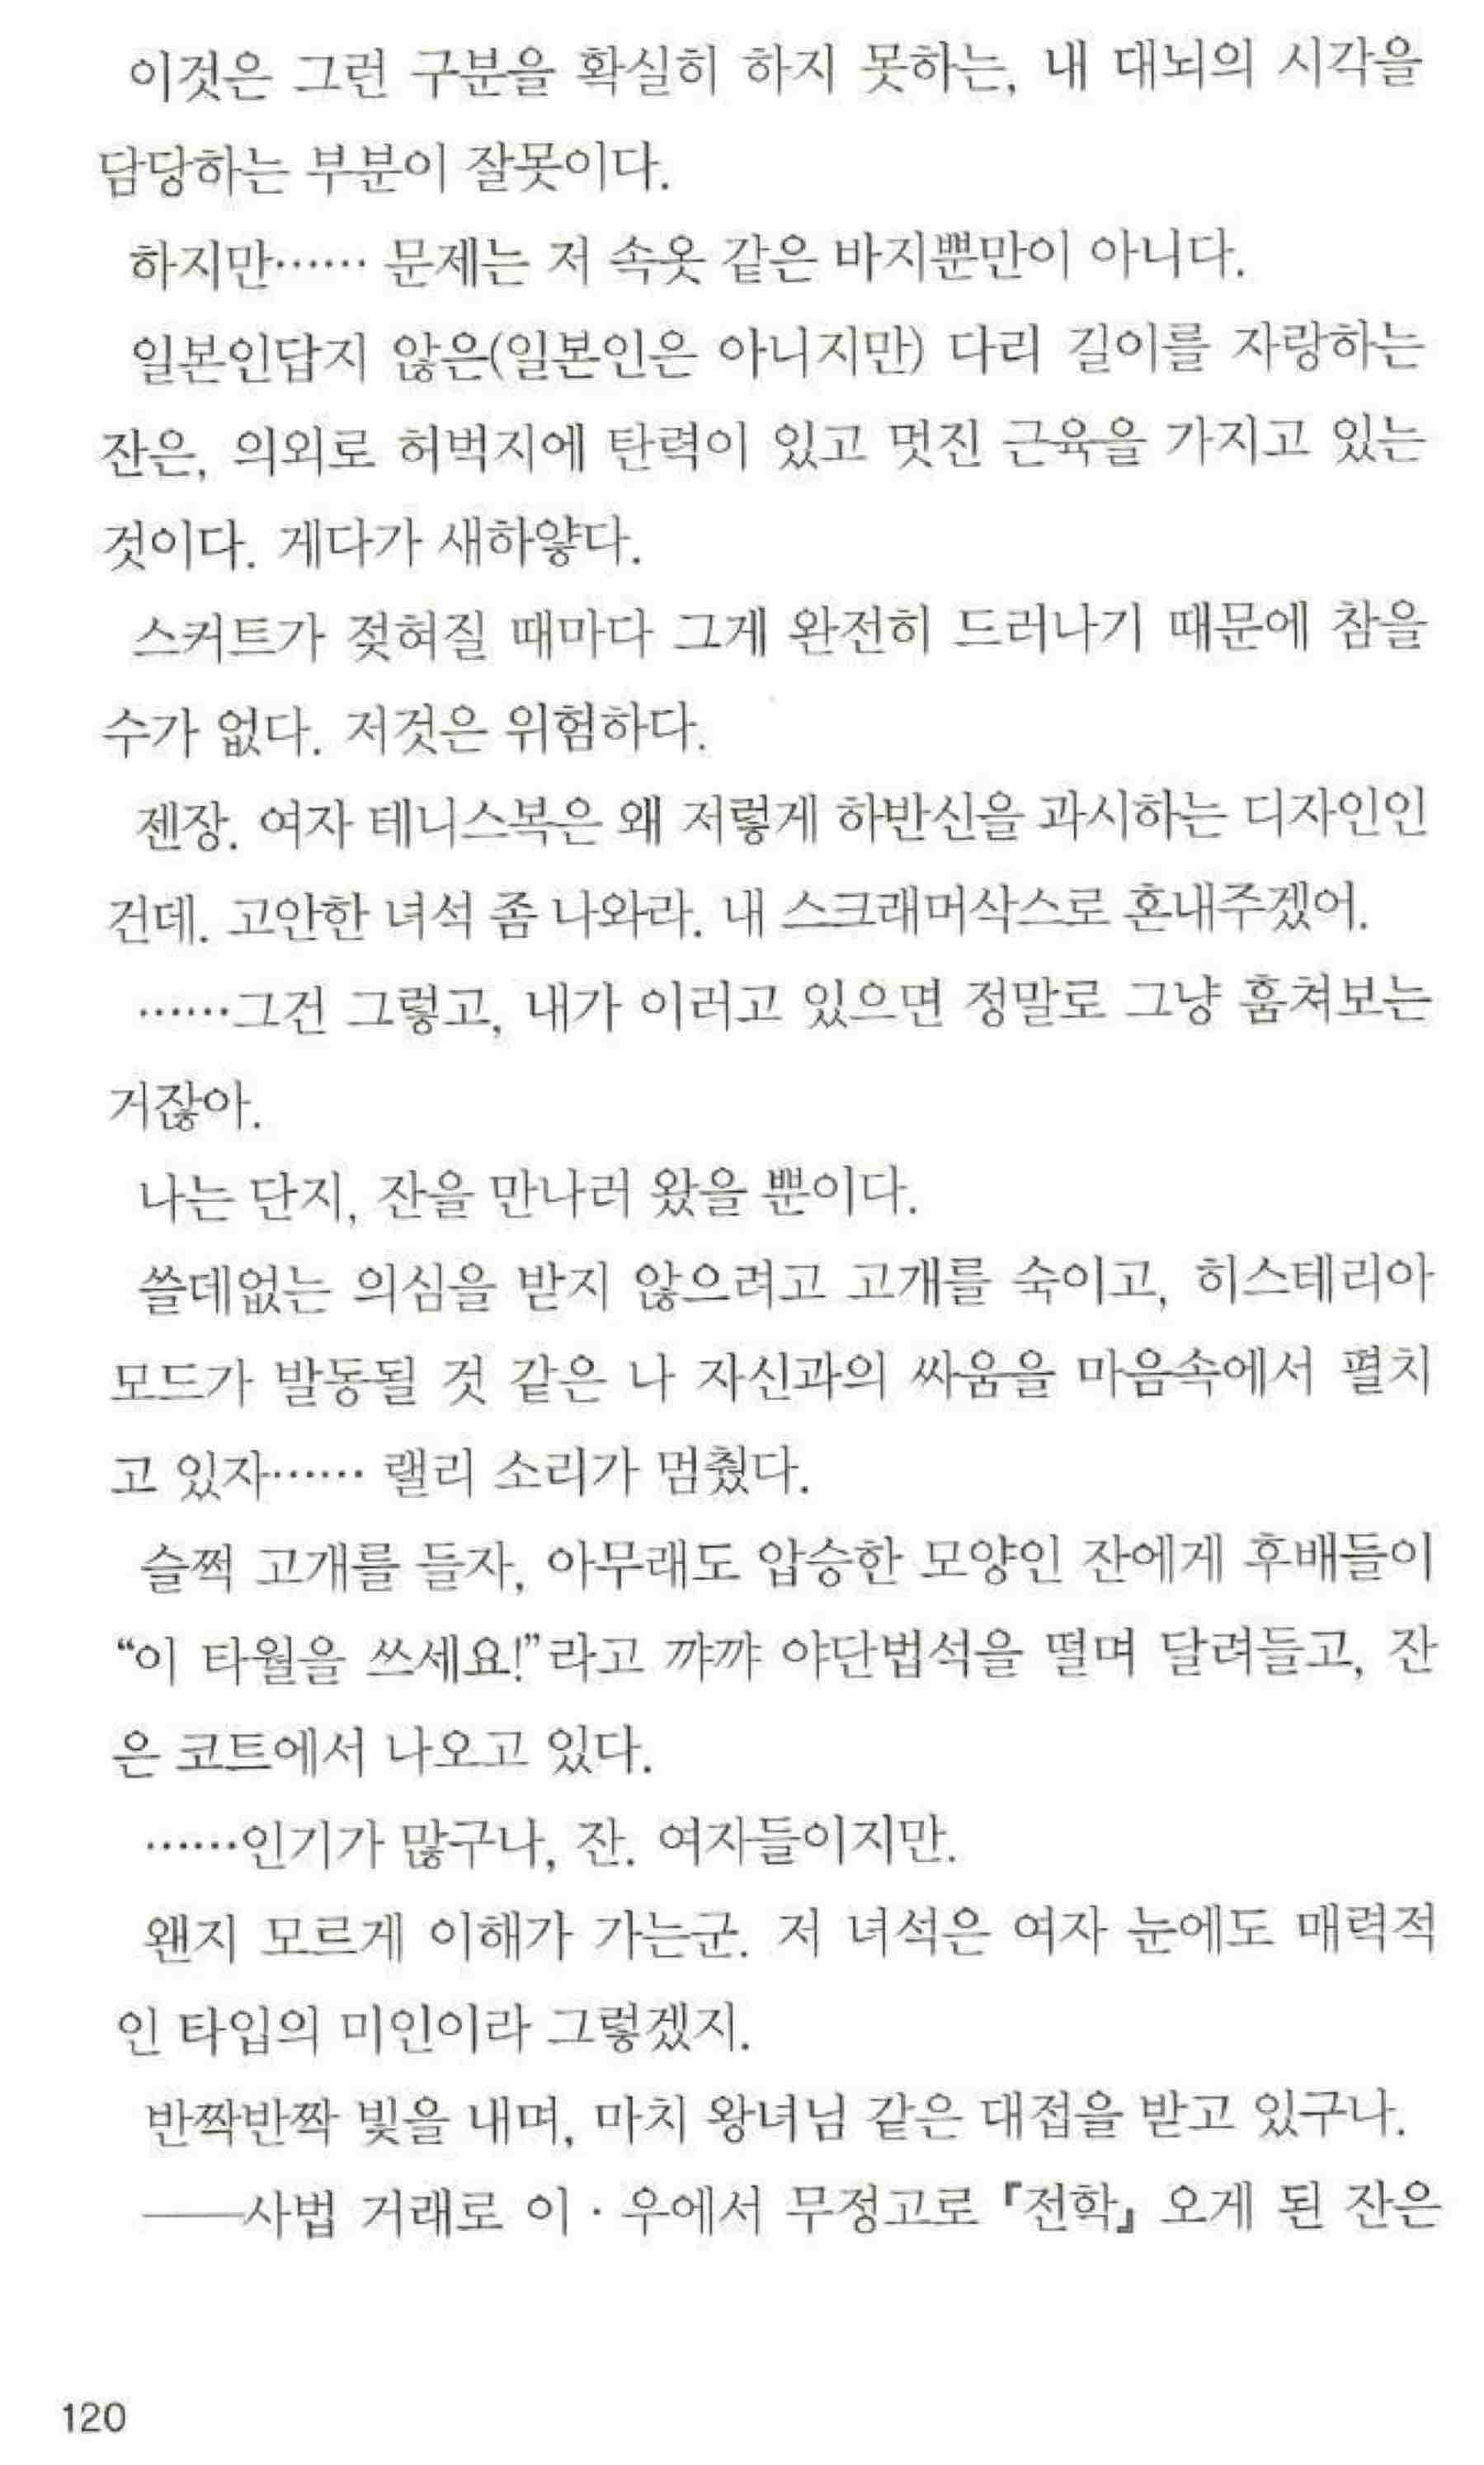 이것은 그런 구분을 확실히 하지 못하는, 내 대뇌의 시각을
담당하는 부분이 잘못이다.
하지만…… 문제는 저 속옷 같은 바지뿐만이 아니다.
일본인답지 않은(일본인은 아니지만) 다리 길이를 자랑하는
잔은, 의외로 허벅지에 탄력이 있고 멋진 근육을 가지고 있는
것이다. 게다가 새하얗다.
스커트가 젖혀질 때마다 그게 완전히 드러나기 때문에 참을
수가 없다. 저것은 위험하다.
젠장. 여자 테니스복은 왜 저렇게 하반신을 과시하는 디자인인
건데. 고안한 녀석 좀 나와라. 내 스크래머삭스로 혼내주겠어.
……그건 그렇고, 내가 이러고 있으면 정말로 그냥 훔쳐보는
거잖아.
나는 단지, 잔을 만나러 왔을 뿐이다.
쓸데없는 의심을 받지 않으려고 고개를 숙이고, 히스테리아
모드가 발동될 것 같은 나 자신과의 싸움을 마음속에서 펼치
고 있자…… 랠리 소리가 멈췄다.
슬쩍 고개를 들자, 아무래도 압승한 모양인 잔에게 후배들이
“이 타월을 쓰세요!”라고 꺄꺄 야단법석을 떨며 달려들고, 잔
은 코트에서 나오고 있다.
……인기가 많구나, 잔. 여자들이지만.
왠지 모르게 이해가 가는군. 저 녀석은 여자 눈에도 매력적
인 타입의 미인이라 그렇겠지.
반짝반짝 빛을 내며, 마치 왕녀님 같은 대접을 받고 있구나.
──사법 거래로 이·우에서 무정고로 『전학』 오게 된 잔은
120